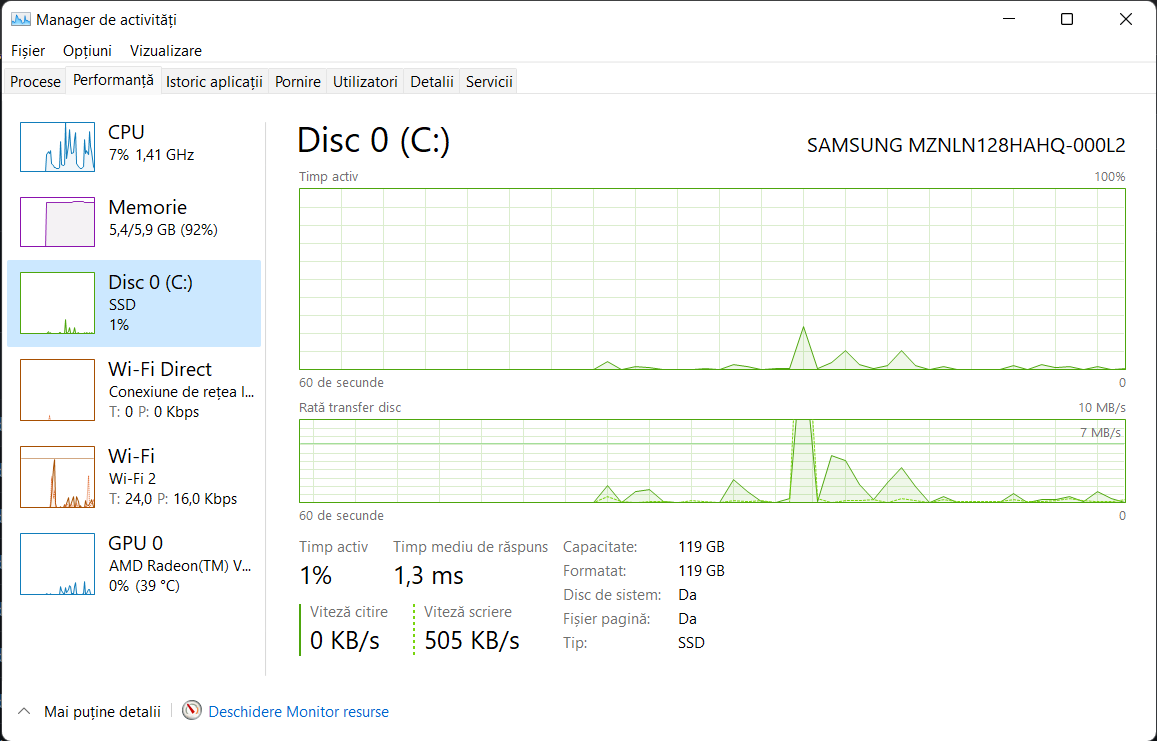 Manager de activități
Fișier Opțiuni Vizualizare
Procese Performanță Istoric aplicații Pornire Utilizatori Detalii Servicii
CPU
7% 1,41 GHz
Memorie
5,4/5,9 GB (92%)
Disc 0 (C:)
SSD
1%
Wi-Fi Direct
Conexiune de rețea l...
T: 0 P: 0 Kbps
Wi-Fi
Wi-Fi 2
T: 24,0 P: 16,0 Kbps
GPU 0
AMD Radeon(TM) V...
0% (39 °C)
Disc 0 (C:)
SAMSUNG MZNLN128HAHQ-000L2
Timp activ 100%
60 de secunde 0
Rată transfer disc 10 MB/s
7 MB/s
60 de secunde 0
Timp activ
1%
Timp mediu de răspuns
1,3 ms
Viteză citire
0 KB/s
Viteză scriere
505 KB/s
Capacitate: 119 GB
Formatat: 119 GB
Disc de sistem: Da
Fișier pagină: Da
Tip: SSD
Mai puține detalii
Deschidere Monitor resurse